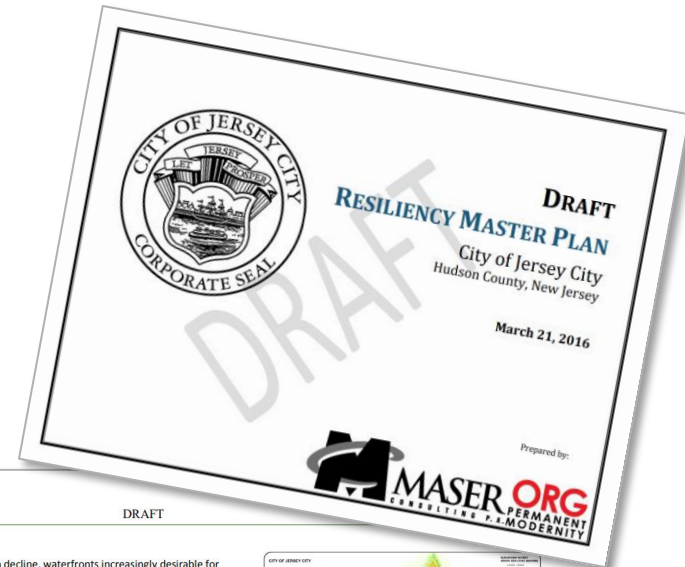 CITY OF JERSEY CITY
LET JERSEY PROSPER
CORPORATE SEAL
DRAFT
DRAFT
RESILIENCY MASTER PLAN
City of Jersey City
Hudson County, New Jersey
March 21, 2016
Prepared by:
M
MASER
CONSULTING P.A.
ORG
PERMANENT
MODERNITY
DRAFT
decline, waterfronts increasingly desirable for
CITY OF JERSEY CITY